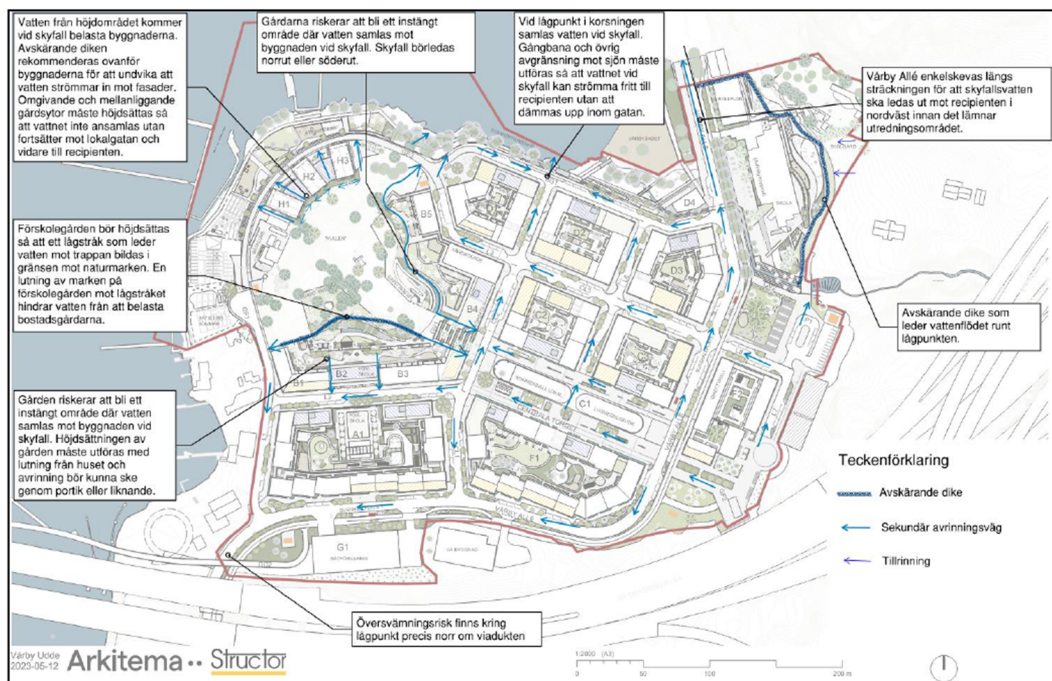 Vatten från höjdområdet kommer
vid skyfall belasta byggnaderna.
Avskärande diken
rekommenderas ovanför
byggnaderna för att undvika att
vatten strömmar in mot fasader.
Omgivande och mellanliggande
gårdsytor måste höjdsättas så
att vattnet inte ansamlas utan
fortsätter mot lokalgatan och
vidare till recipienten.
Gårdarna riskerar att bli ett instängt
område där vatten samlas mot
byggnaden vid skyfall. Skyfall börledas
norrut eller söderut.
Vid lågpunkt i korsningen
samlas vatten vid skyfall.
Gångbana och övrig
avgränsning mot sjön måste
utföras så att vattnet vid
skyfall kan strömma fritt till
recipienten utan att
dämmas upp inom gatan.
Vårby Allé enkelskevas längs
sträckningen för att skyfallsvatten
ska ledas ut mot recipienten i
nordväst innan det lämnar
utredningsområdet.
Förskolegården bör höjdsättas
så att ett lågstråk som leder
vatten mot trappan bildas i
gränsen mot naturmarken. En
lutning av marken på
förskolegården mot lågstråket
hindrar vatten från att belasta
bostadsgårdarna.
Avskärande dike som
leder vattenflödet runt
lågpunkten.
Gården riskerar att bli ett
instängt område där vatten
samlas mot byggnaden vid
skyfall. Höjdsättningen av
gården måste utföras med
lutning från huset och
avrinning bör kunna ske
genom portik eller liknande.
Översvämningsrisk finns kring
lågpunkt precis norr om viadukten
H1
H2
H3
B5
B4
B1
B2
B3
A1
C1
D3
D4
F1
G1
CENTRALA TORGET
VÅRBY ALLÉ
Teckenförklaring
Avskärande dike
Sekundär avrinningsväg
Tillrinning
Vårby Udde
2023-05-12
Arkitema
Structor
1:2000 (A3)
0 50 100 200 m